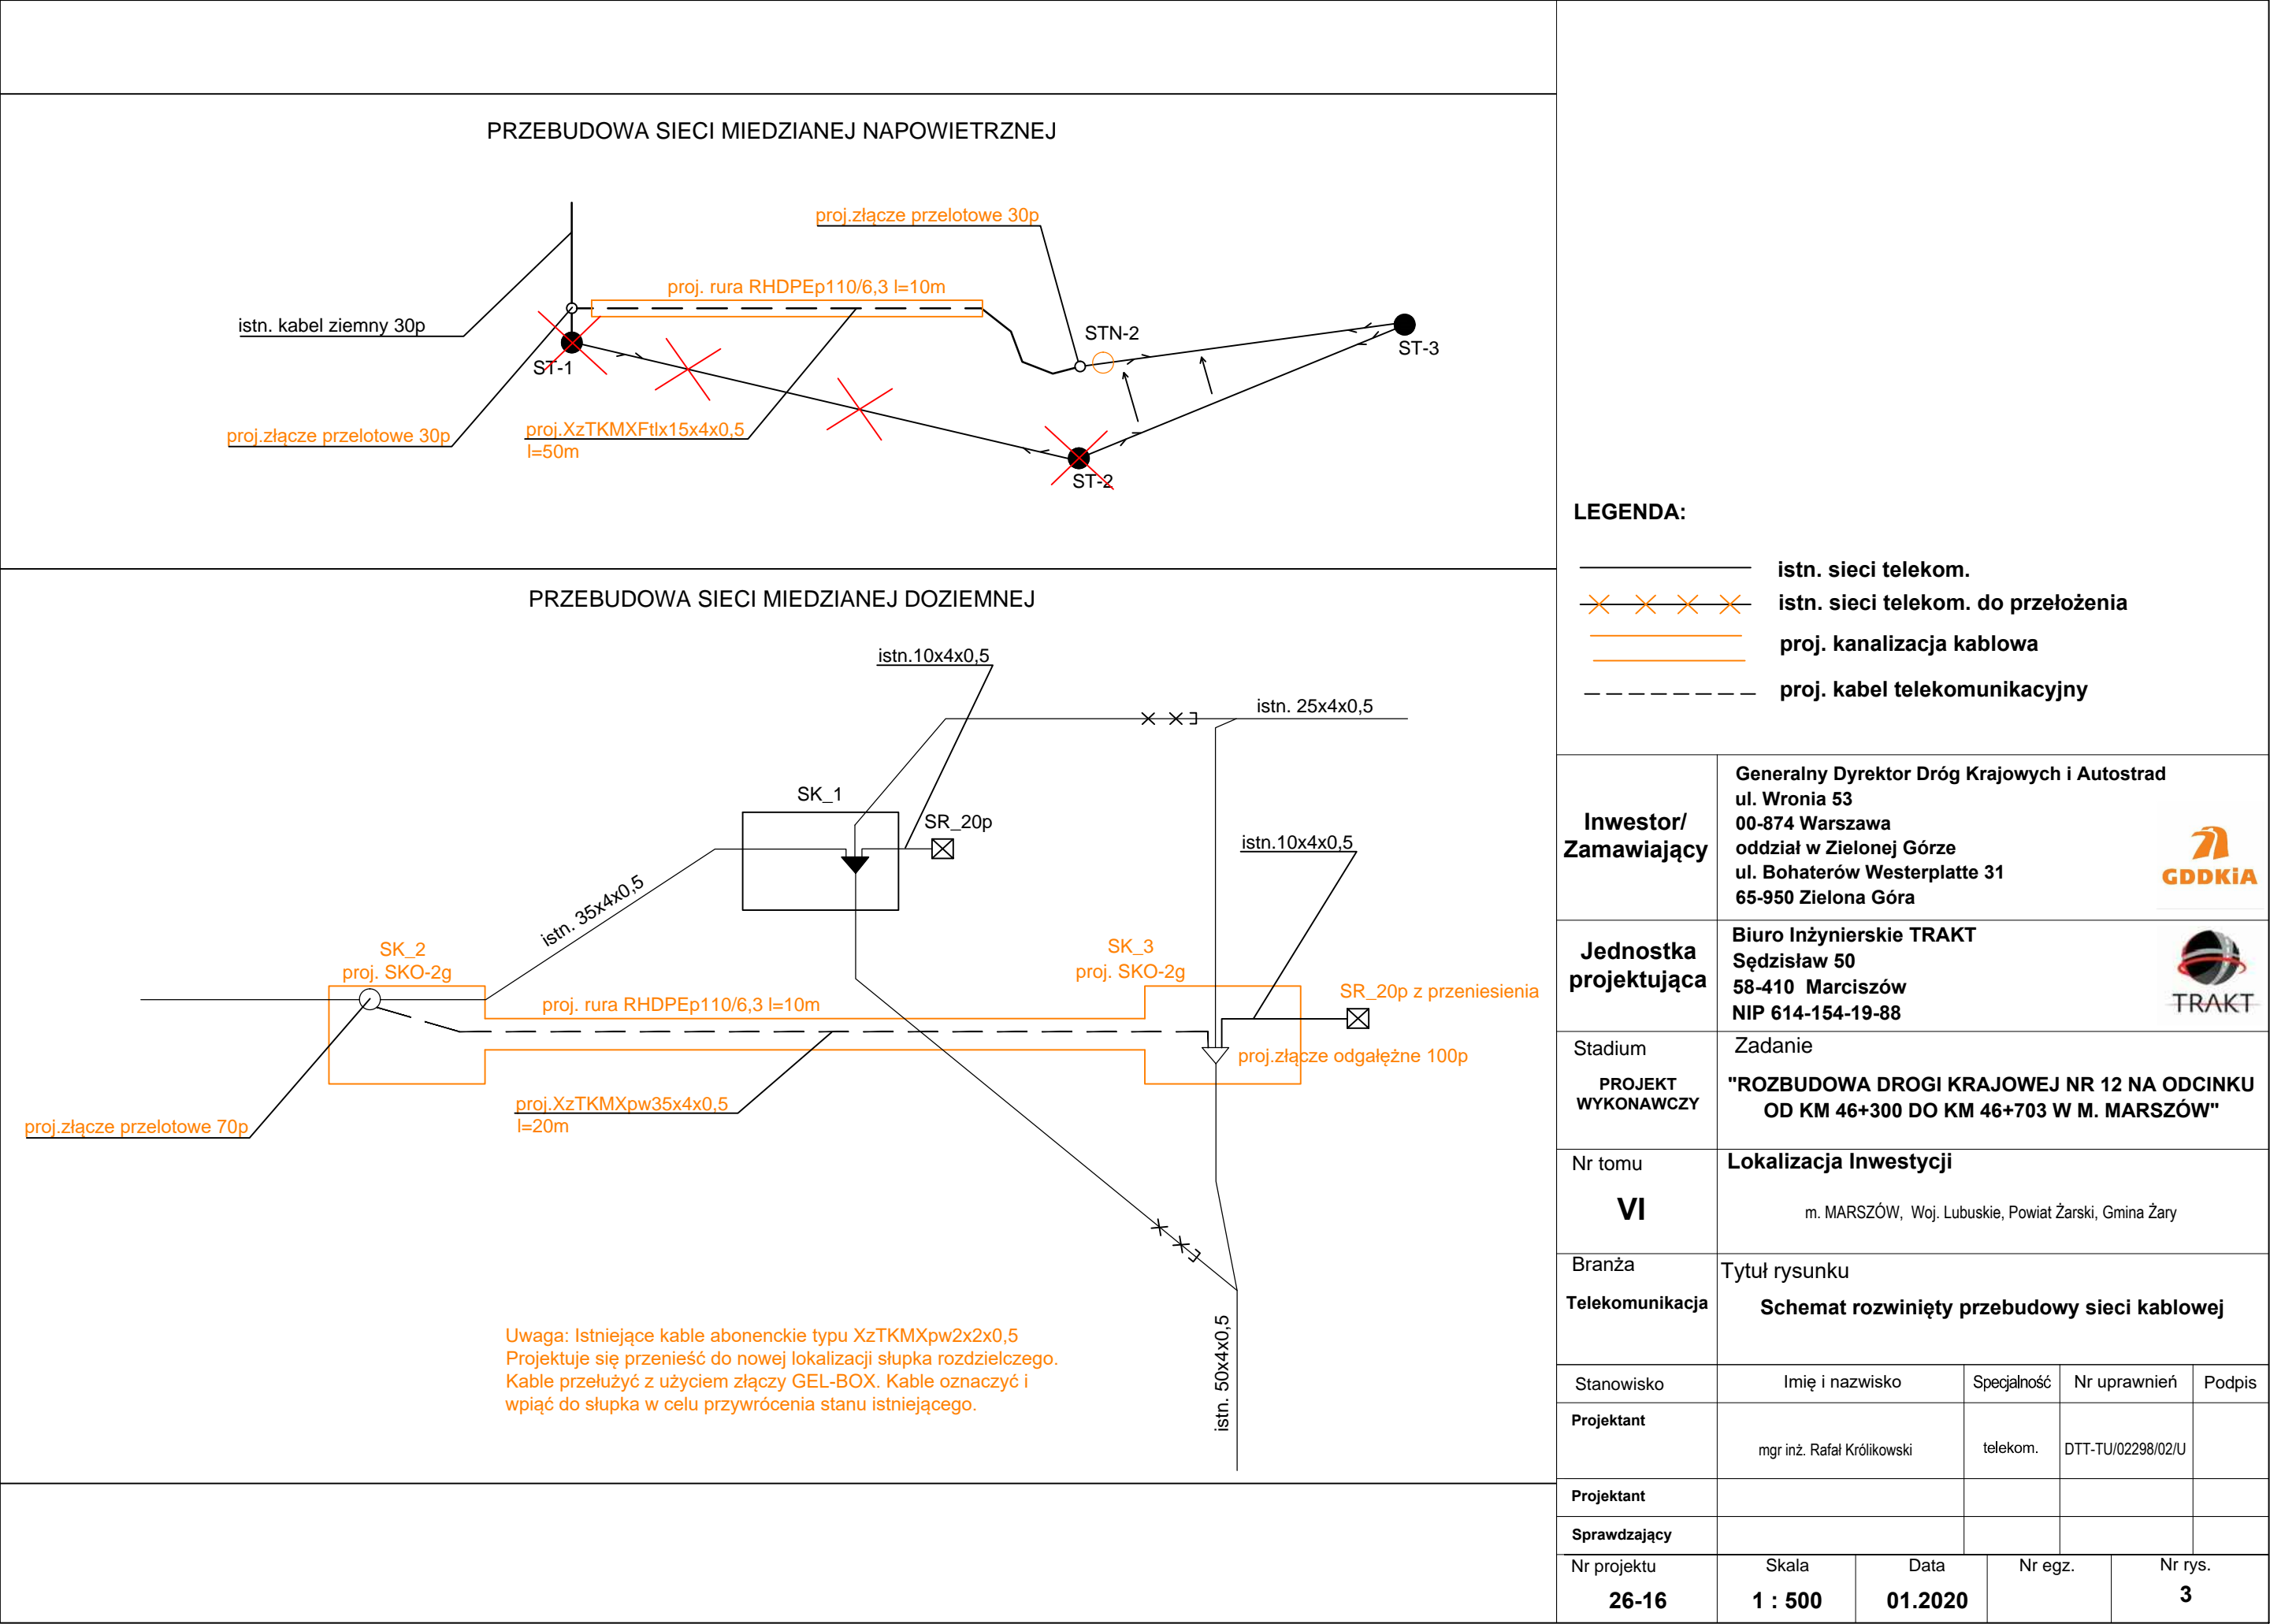 PRZEBUDOWA SIECI MIEDZIANEJ NAPOWIETRZNEJ
proj.złącze przelotowe 30p
proj. rura RHDPEp110/6,3 l=10m
istn. kabel ziemny 30p
STN-2
ST-3
ST-1
proj.złącze przelotowe 30p
proj.XzTKMXFtlx15x4x0,5
l=50m
ST-2
PRZEBUDOWA SIECI MIEDZIANEJ DOZIEMNEJ
istn.10x4x0,5
istn. 25x4x0,5
SK_1
SR_20p
istn.10x4x0,5
istn. 35x4x0,5
SK_2
proj. SKO-2g
SK_3
proj. SKO-2g
SR_20p z przeniesienia
proj. rura RHDPEp110/6,3 l=10m
proj.złącze odgałęźne 100p
proj.XzTKMXpw35x4x0,5
l=20m
proj.złącze przelotowe 70p
istn. 50x4x0,5
Uwaga: Istniejące kable abonenckie typu XzTKMXpw2x2x0,5
Projektuje się przenieść do nowej lokalizacji słupka rozdzielczego.
Kable przełużyć z użyciem złączy GEL-BOX. Kable oznaczyć i
wpiąć do słupka w celu przywrócenia stanu istniejącego.
LEGENDA:
istn. sieci telekom.
istn. sieci telekom. do przełożenia
proj. kanalizacja kablowa
proj. kabel telekomunikacyjny
Inwestor/
Zamawiający
Generalny Dyrektor Dróg Krajowych i Autostrad
ul. Wronia 53
00-874 Warszawa
oddział w Zielonej Górze
ul. Bohaterów Westerplatte 31
65-950 Zielona Góra
GDDKiA
Jednostka
projektująca
Biuro Inżynierskie TRAKT
Sędzisław 50
58-410 Marciszów
NIP 614-154-19-88
TRAKT
Stadium
PROJEKT
WYKONAWCZY
Zadanie
"ROZBUDOWA DROGI KRAJOWEJ NR 12 NA ODCINKU
OD KM 46+300 DO KM 46+703 W M. MARSZÓW"
Nr tomu
VI
Lokalizacja Inwestycji
m. MARSZÓW, Woj. Lubuskie, Powiat Żarski, Gmina Żary
Branża
Telekomunikacja
Tytuł rysunku
Schemat rozwinięty przebudowy sieci kablowej
Stanowisko Imię i nazwisko Specjalność Nr uprawnień Podpis
Projektant
mgr inż. Rafał Królikowski telekom. DTT-TU/02298/02/U
Projektant
Sprawdzający
Nr projektu Skala Data Nr egz. Nr rys.
26-16 1 : 500 01.2020 3